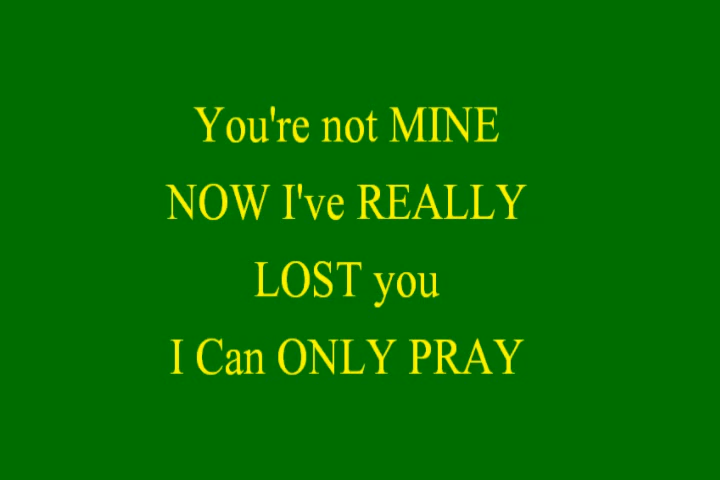 You're not MINE
NOW I've REALLY
LOST you
I Can ONLY PRAY